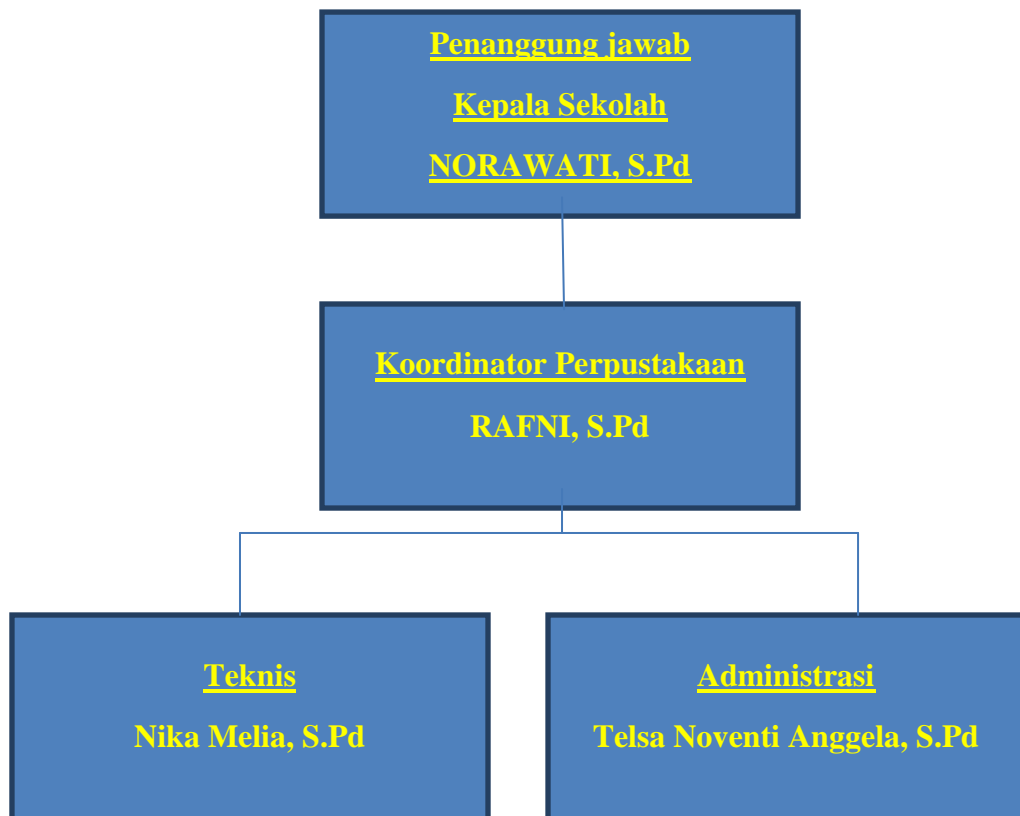 Penanggung jawab
Kepala Sekolah
NORAWATI, S.Pd
Koordinator Perpustakaan
RAFNI, S.Pd
Teknis
Nika Melia, S.Pd
Administrasi
Telsa Noventi Anggela, S.Pd